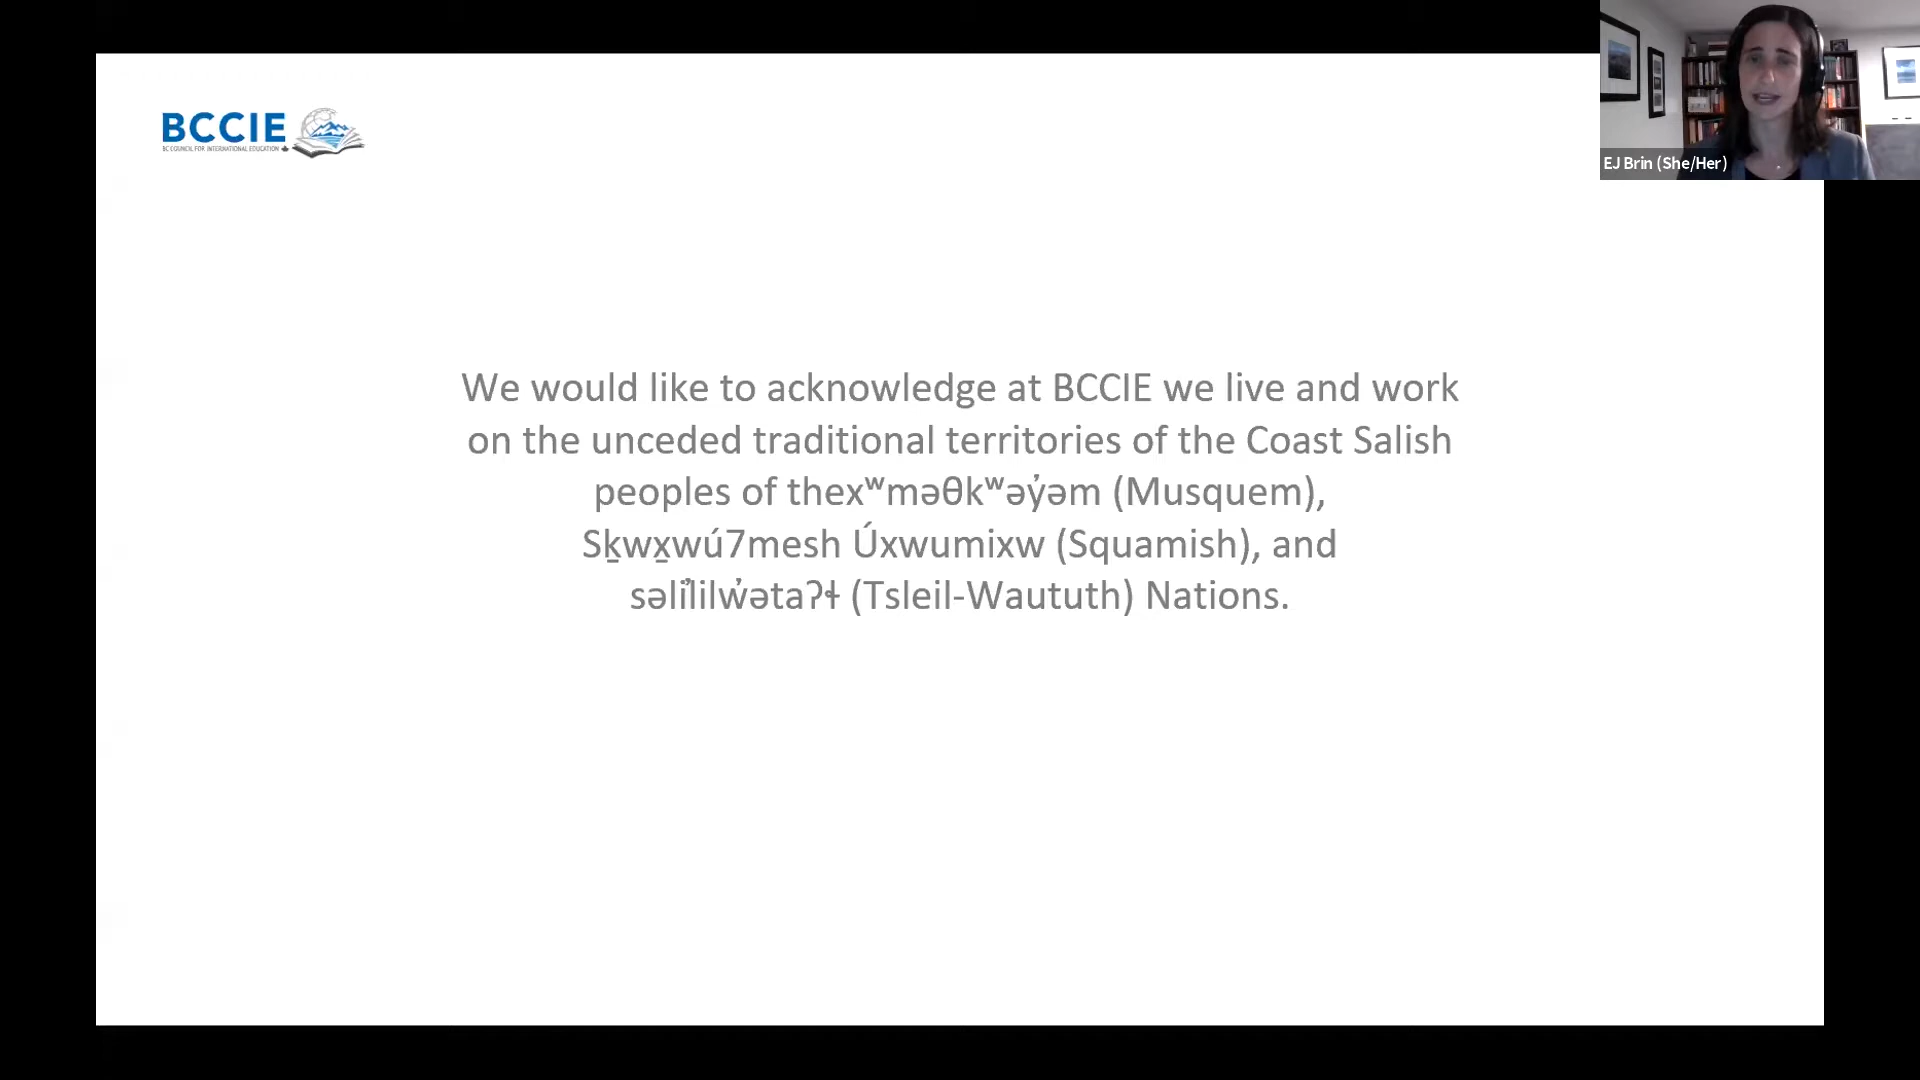 BCCIE
BC COUNCIL FOR INTERNATIONAL EDUCATION
EJ Brin (She/Her)
We would like to acknowledge at BCCIE we live and work
on the unceded traditional territories of the Coast Salish
peoples of thexʷməθkʷəy̓əm (Musquem),
Sḵwx̱wú7mesh Úxwumixw (Squamish), and
səli̓lilw̓ətaʔɬ (Tsleil-Waututh) Nations.